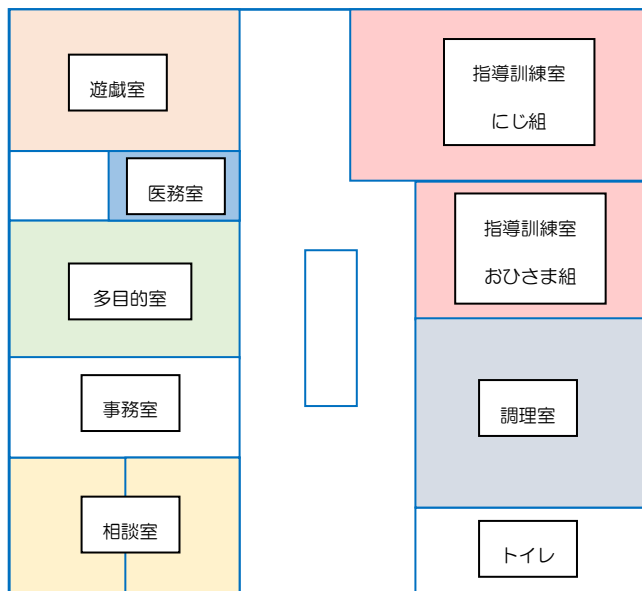 遊戯室
医務室
多目的室
事務室
相談室
指導訓練室
にじ組
指導訓練室
おひさま組
調理室
トイレ